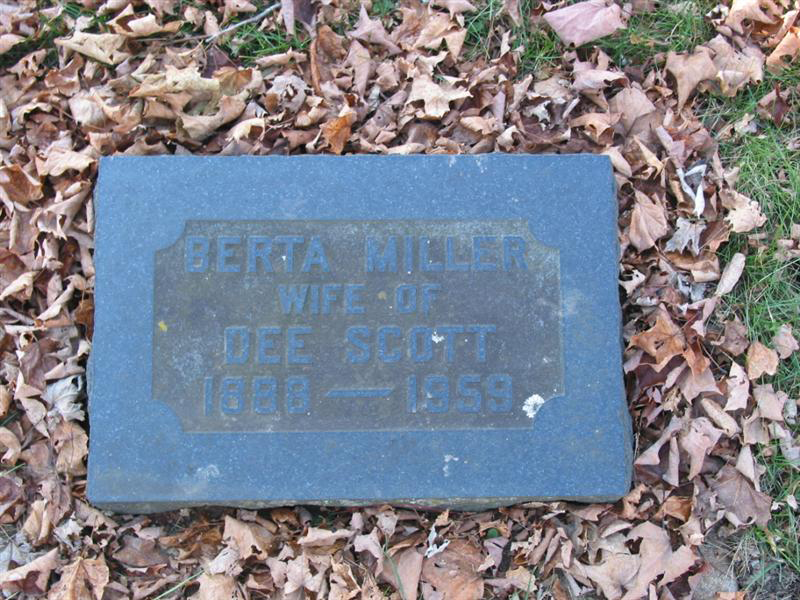 BERTA MILLER
WIFE OF
DEE SCOTT
1888 — 1959